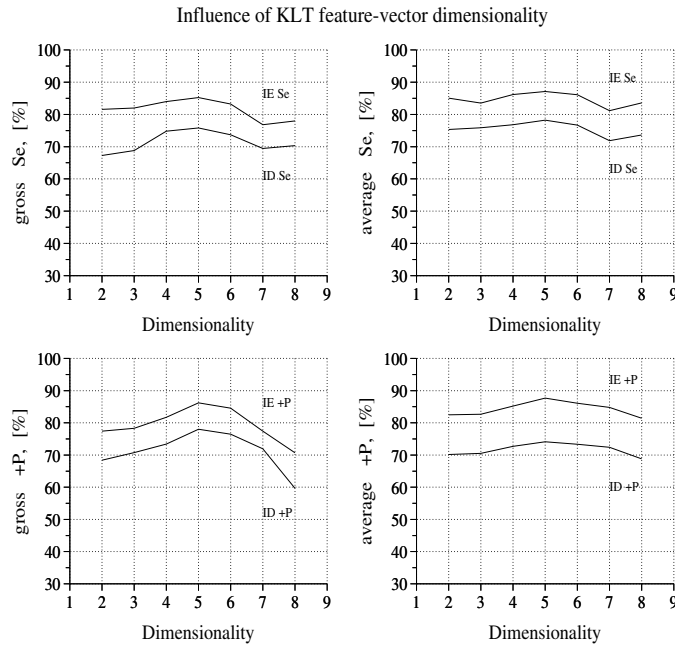 Influence of KLT feature-vector dimensionality
100
90
80
70
60
50
40
30
gross Se, [%]
IE Se
ID Se
1 2 3 4 5 6 7 8 9
Dimensionality
100
90
80
70
60
50
40
30
average Se, [%]
IE Se
ID Se
1 2 3 4 5 6 7 8 9
Dimensionality
100
90
80
70
60
50
40
30
gross +P, [%]
IE +P
ID +P
1 2 3 4 5 6 7 8 9
Dimensionality
100
90
80
70
60
50
40
30
average +P, [%]
IE +P
ID +P
1 2 3 4 5 6 7 8 9
Dimensionality